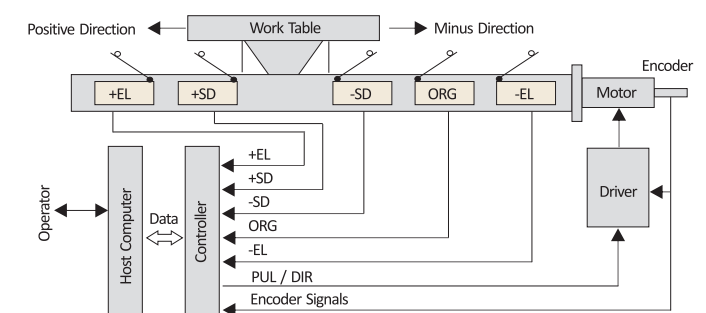 Positive Direction
Work Table
Minus Direction
Encoder
+EL
+SD
-SD
ORG
-EL
Motor
+EL
+SD
-SD
ORG
-EL
PUL / DIR
Encoder Signals
Driver
Operator
Host Computer
Data
Controller